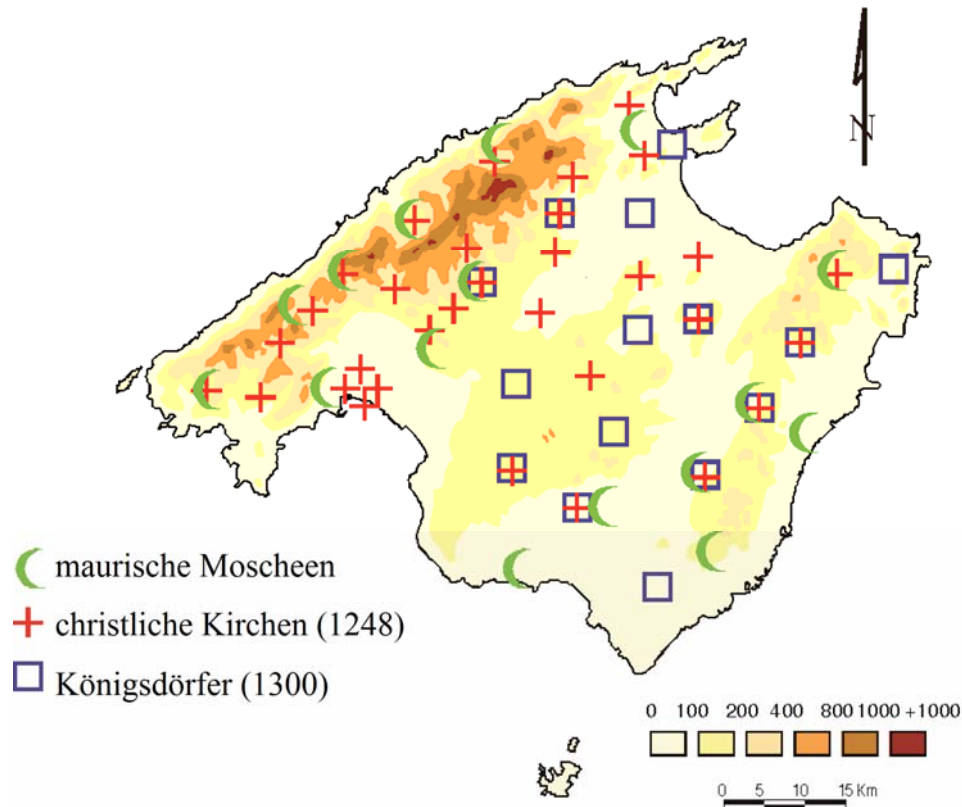 N
maurische Moscheen
christliche Kirchen (1248)
Königsdörfer (1300)
0 100 200 400 800 1000 +1000
0 5 10 15 Km